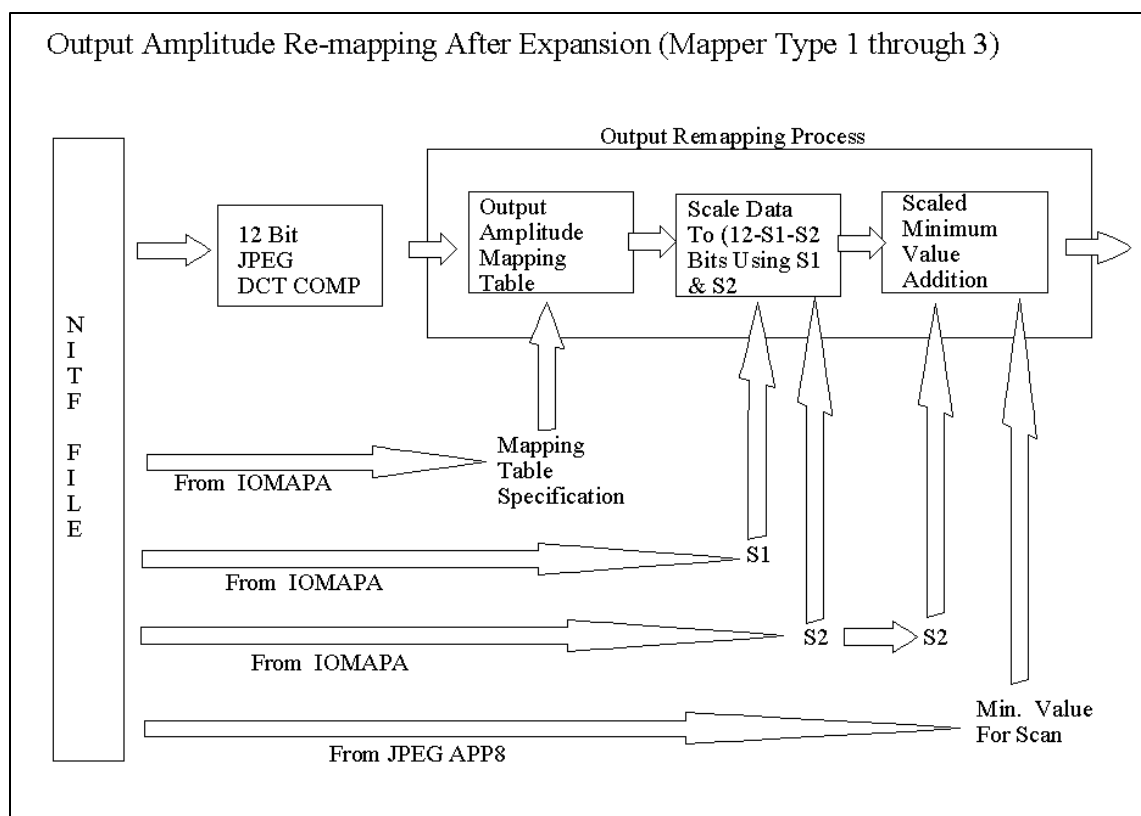 Output Amplitude Re-mapping After Expansion (Mapper Type 1 through 3)
Output Remapping Process
12 Bit
JPEG
DCT COMP
Output
Amplitude
Mapping
Table
Scale Data
To (12-S1-S2
Bits Using S1
& S2
Scaled
Minimum
Value
Addition
NITF FILE
From IOMAPA
Mapping
Table
Specification
From IOMAPA
S1
From IOMAPA
S2
S2
From JPEG APP8
Min. Value
For Scan